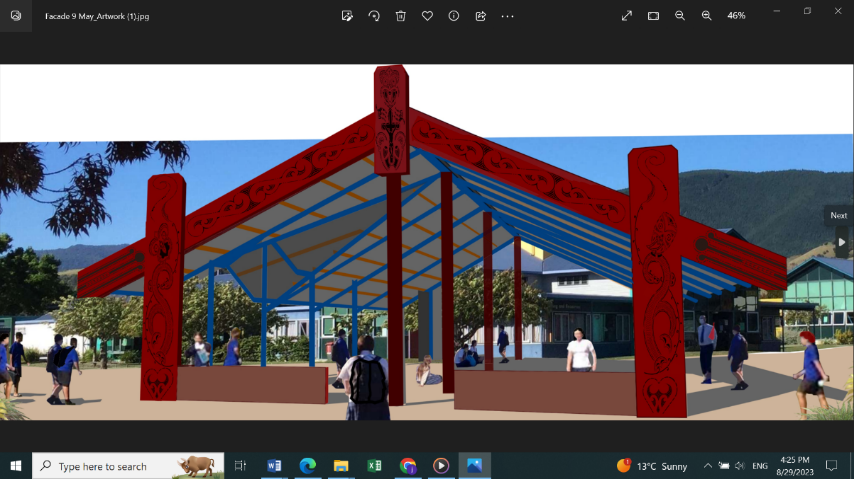 Facade 9 May_Artwork (1).jpg
46%
Next
Type here to search
13°C Sunny
ENG
4:25 PM
8/29/2023